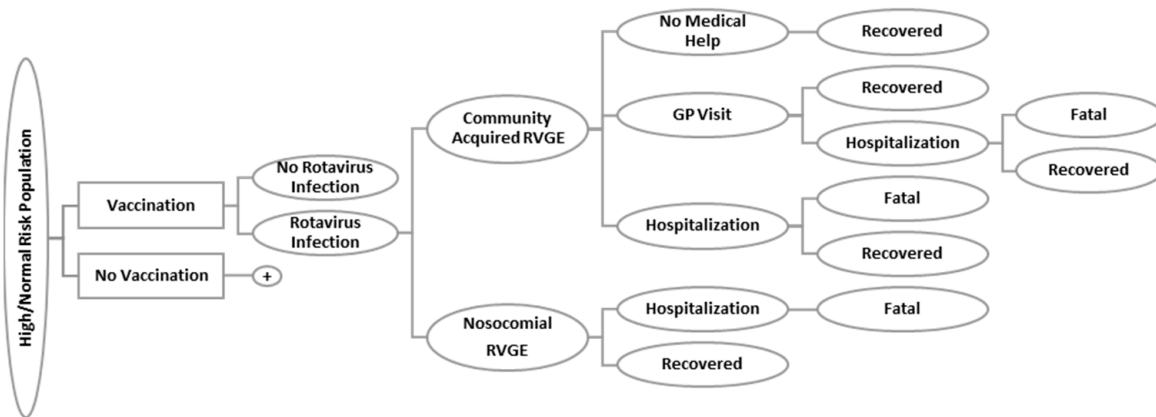 High/Normal Risk Population
Vaccination
No Vaccination
+
No Rotavirus
Infection
Rotavirus
Infection
Community
Acquired RVGE
Nosocomial
RVGE
No Medical
Help
Recovered
GP Visit
Recovered
Hospitalization
Fatal
Recovered
Hospitalization
Fatal
Recovered
Hospitalization
Fatal
Recovered